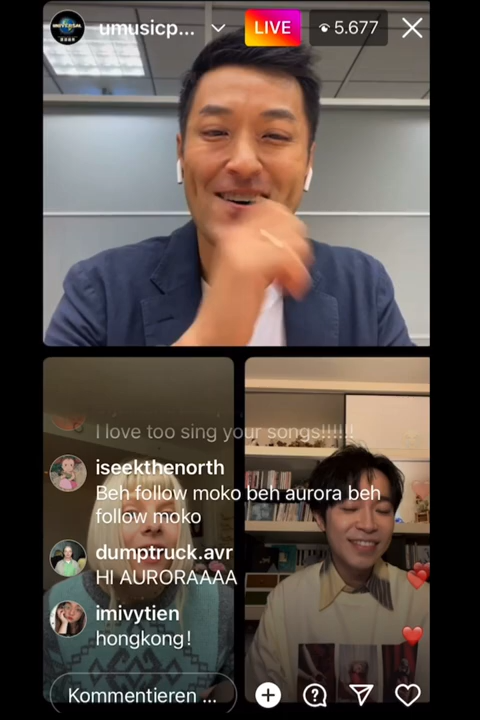 umusicp...
LIVE
5.677
I love too sing your songs!!!!!!
iseekthenorth
Beh follow moko beh aurora beh
follow moko
dumptruck.avr
HI AURORAAAA
imivytien
hongkong!
Kommentieren ...